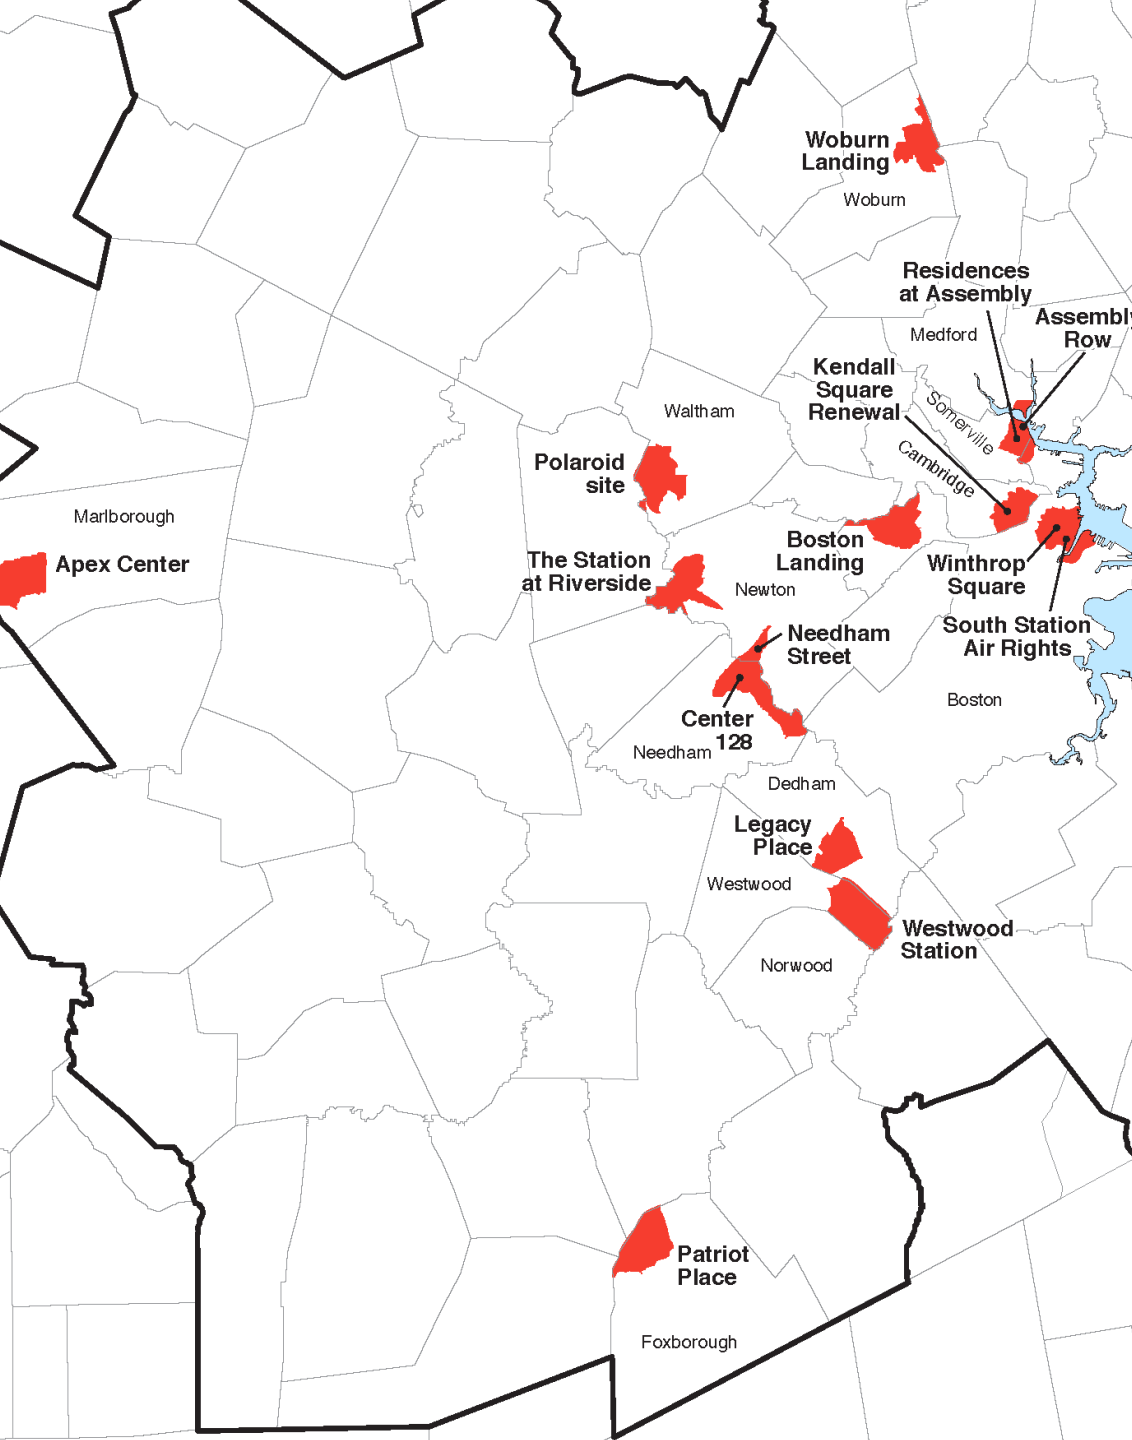 Woburn
Landing
Woburn
Residences
at Assembly
Assembly
Row
Medford
Kendall
Square
Renewal
Somerville
Waltham
Cambridge
Polaroid
site
Marlborough
Apex Center
Boston
Landing
The Station
at Riverside
Newton
Winthrop
Square
South Station
Air Rights
Needham
Street
Boston
Center
128
Needham
Dedham
Legacy
Place
Westwood
Westwood
Station
Norwood
Patriot
Place
Foxborough